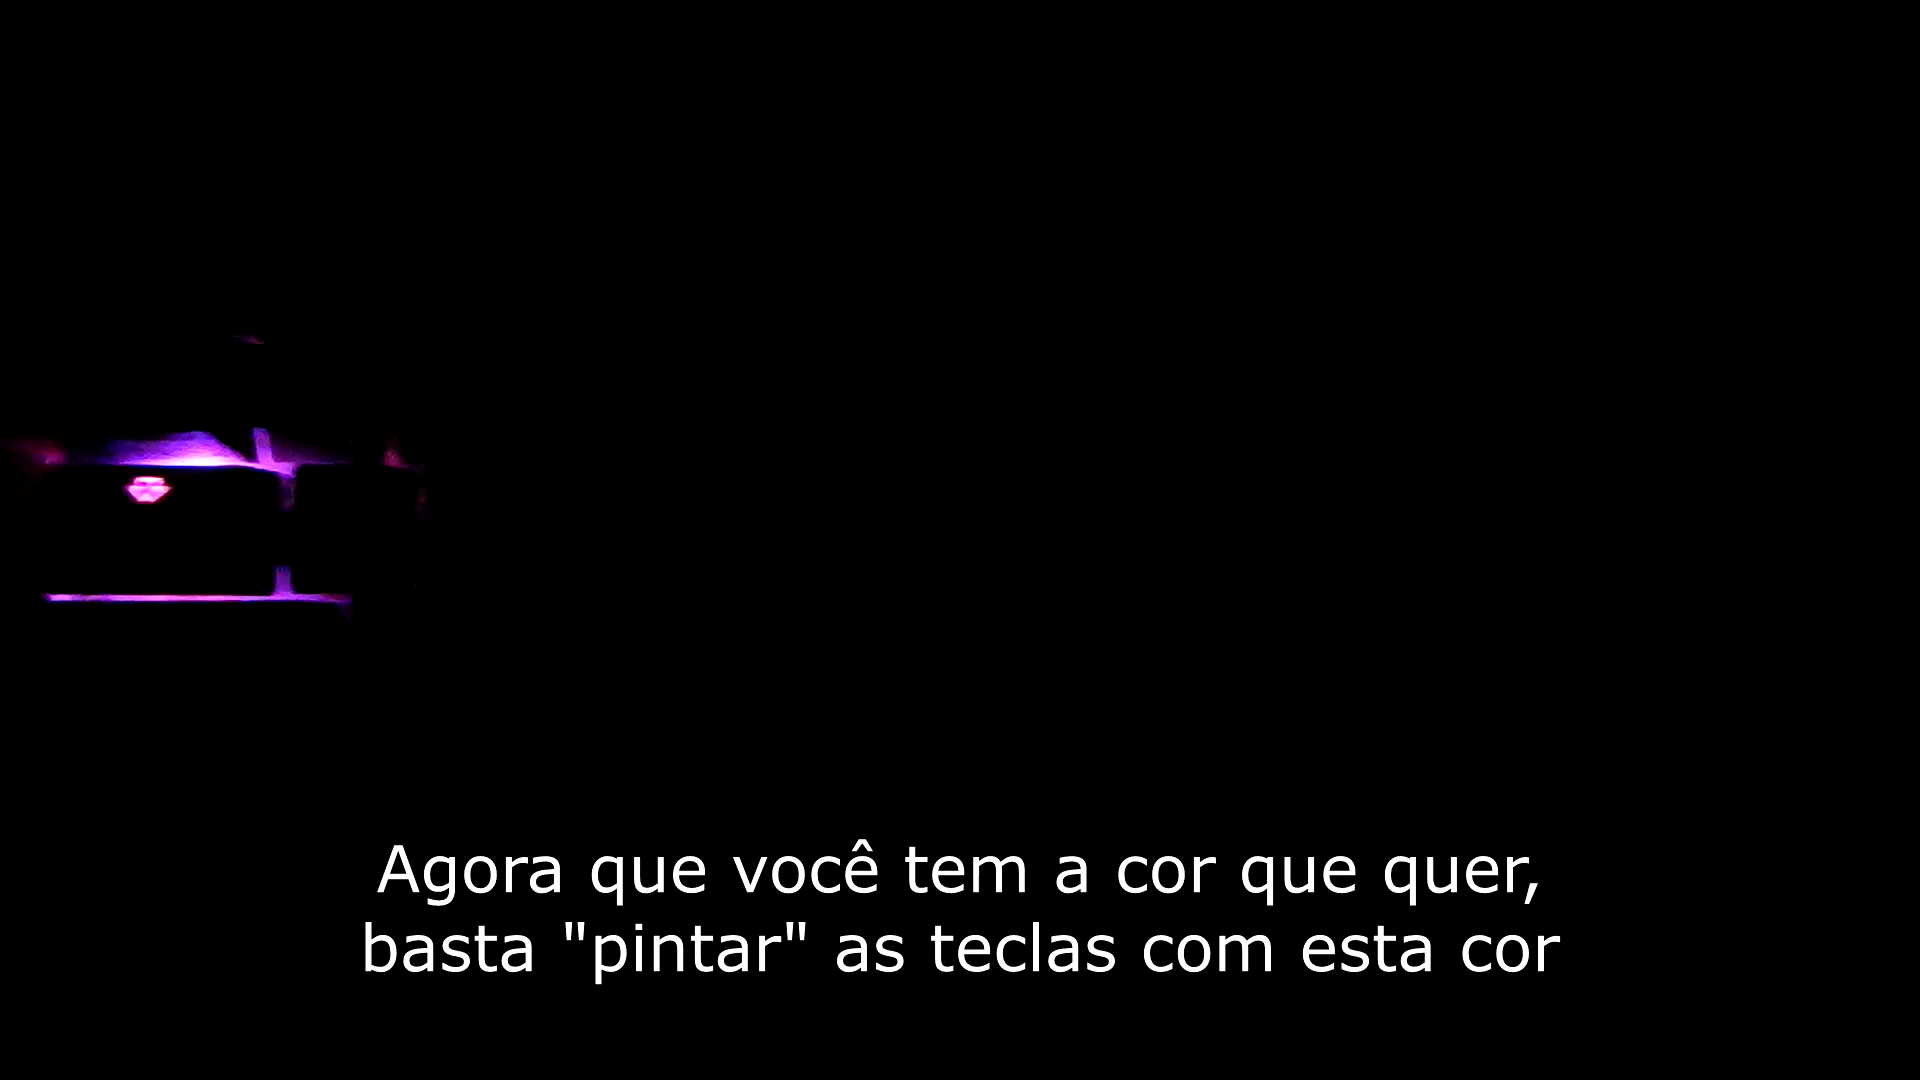 Agora que você tem a cor que quer,
basta "pintar" as teclas com esta cor